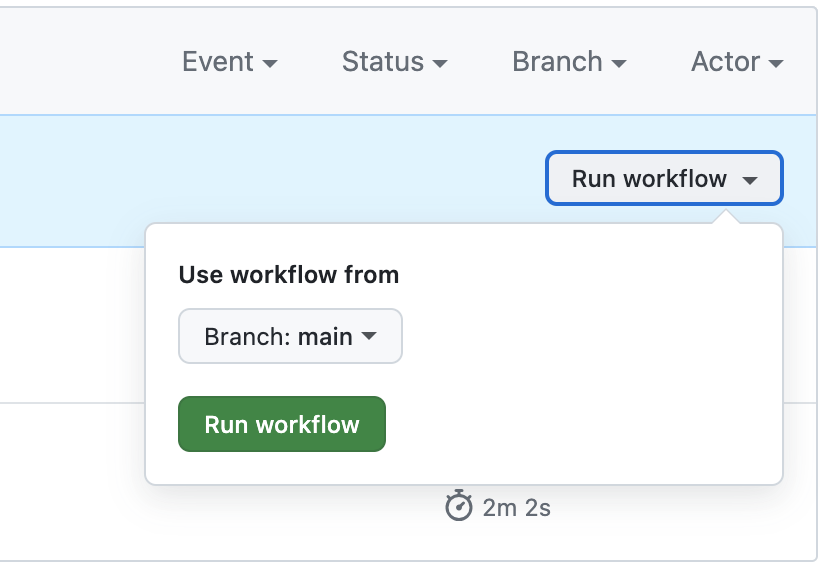 Event Status Branch Actor
Run workflow
Use workflow from
Branch: main
Run workflow
2m 2s